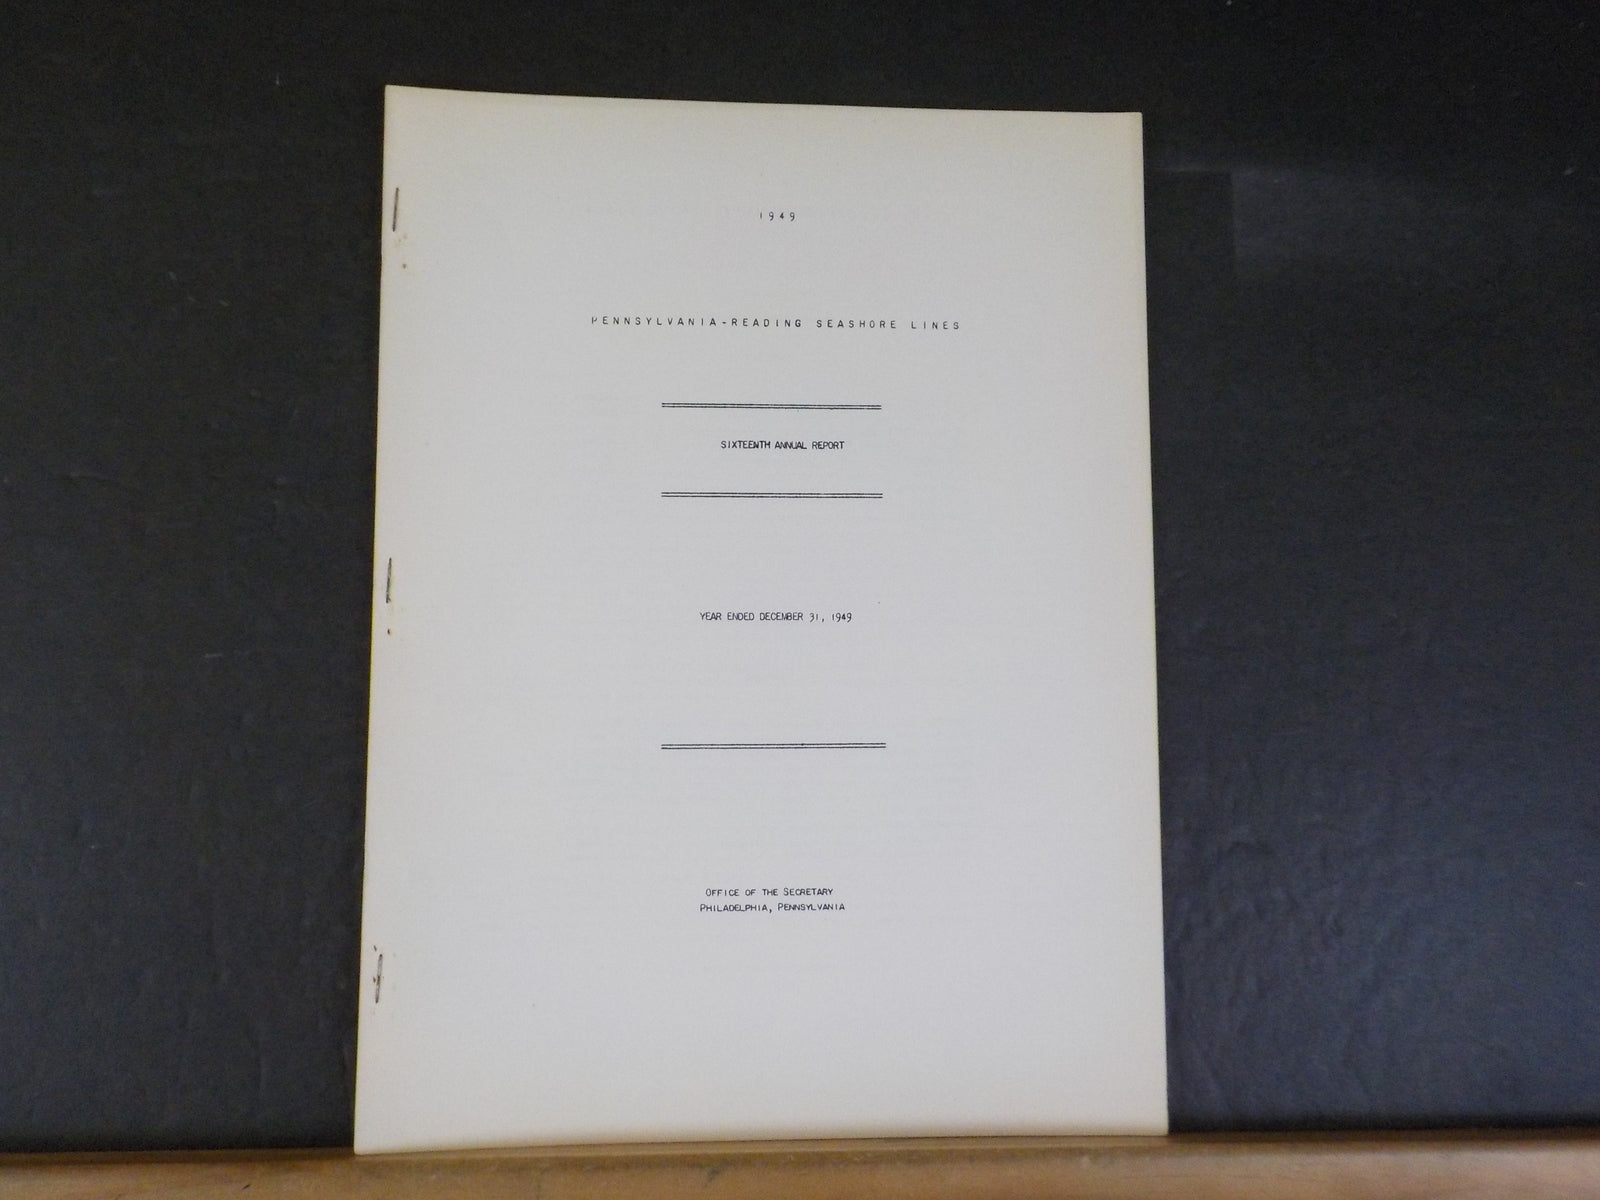 1949
PENNSYLVANIA-READING SEASHORE LINES
SIXTEENTH ANNUAL REPORT
YEAR ENDED DECEMBER 31, 1949
OFFICE OF THE SECRETARY
PHILADELPHIA, PENNSYLVANIA